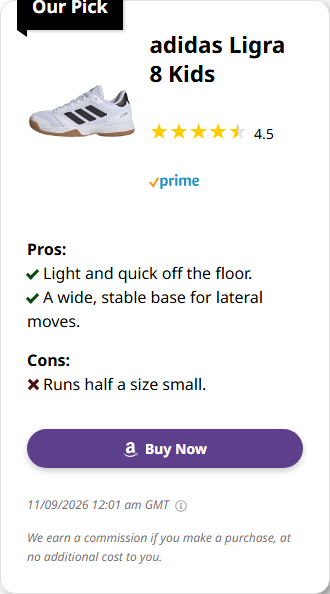 Our Pick
adidas Ligra
8 Kids
4.5
prime
Pros:
Light and quick off the floor.
A wide, stable base for lateral
moves.
Cons:
Runs half a size small.
a Buy Now
11/09/2026 12:01 am GMT
We earn a commission if you make a purchase, at
no additional cost to you.